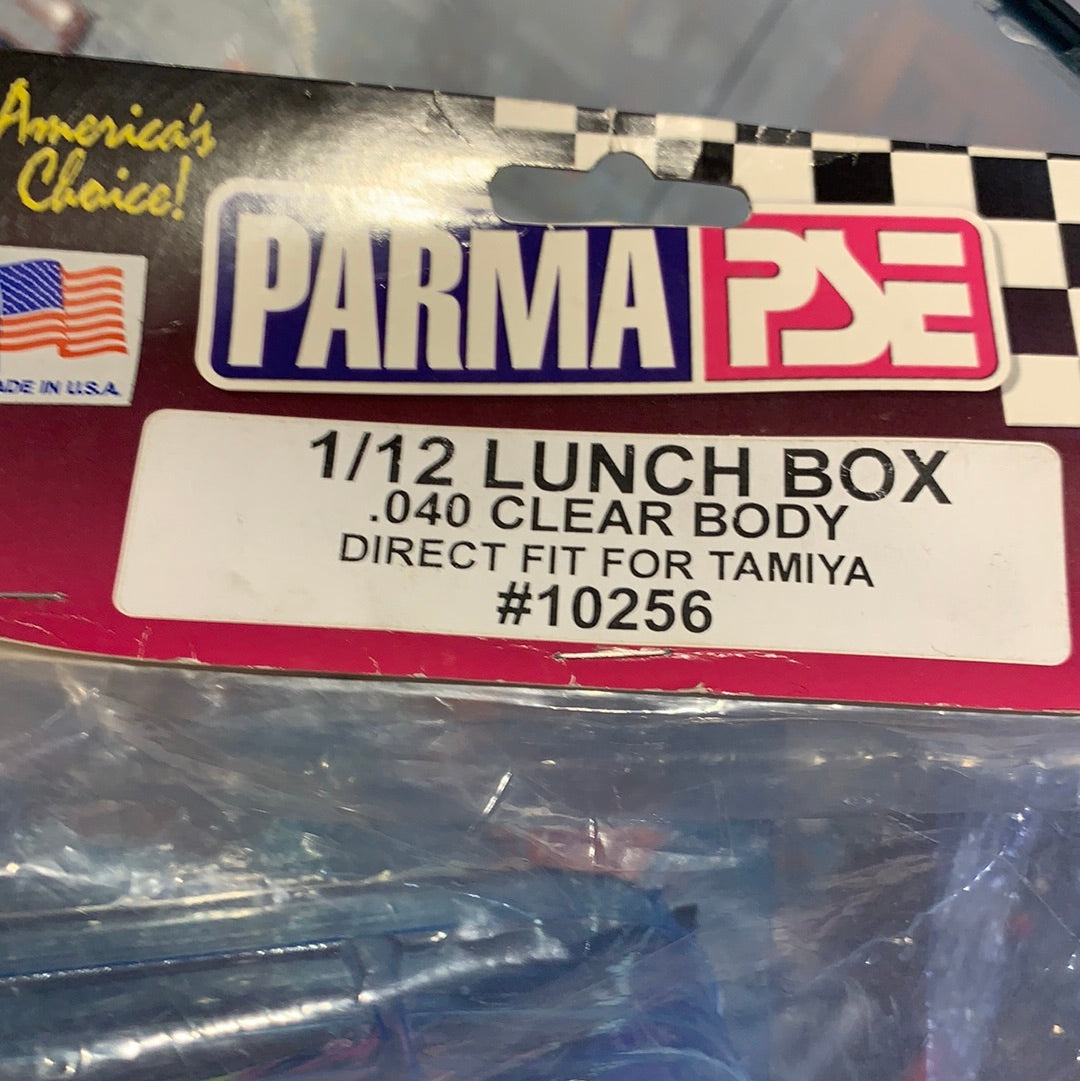 America's
Choice!
PARMA PSE
ADE IN U.S.A.
1/12 LUNCH BOX
.040 CLEAR BODY
DIRECT FIT FOR TAMIYA
#10256